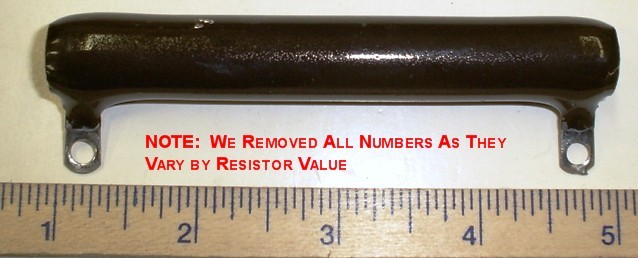 NOTE: WE REMOVED ALL NUMBERS AS THEY
VARY BY RESISTOR VALUE
1 2 3 4 5